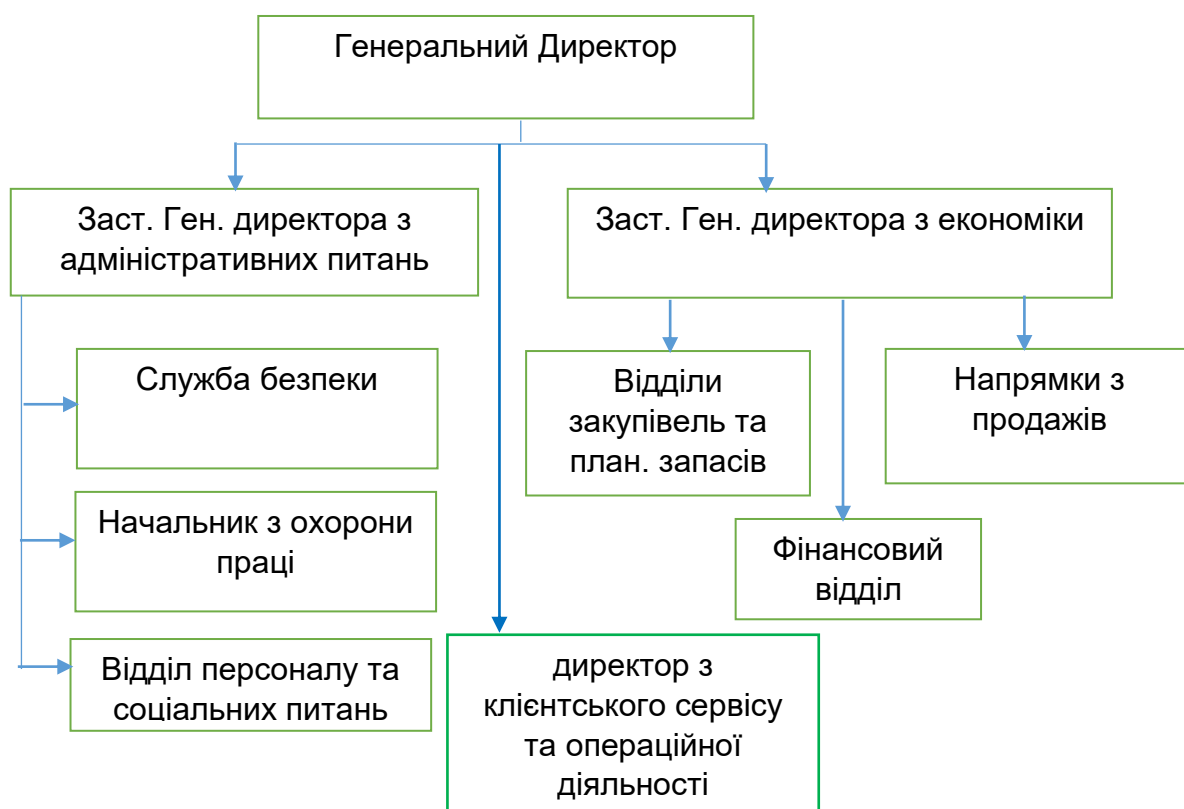 Генеральний Директор
Заст. Ген. директора з
адміністративних питань
Заст. Ген. директора з економіки
Служба безпеки
Відділи
закупівель та
план. запасів
Напрямки з
продажів
Начальник з охорони
праці
Фінансовий
відділ
Відділ персоналу та
соціальних питань
директор з
клієнтського сервісу
та операційної
діяльності